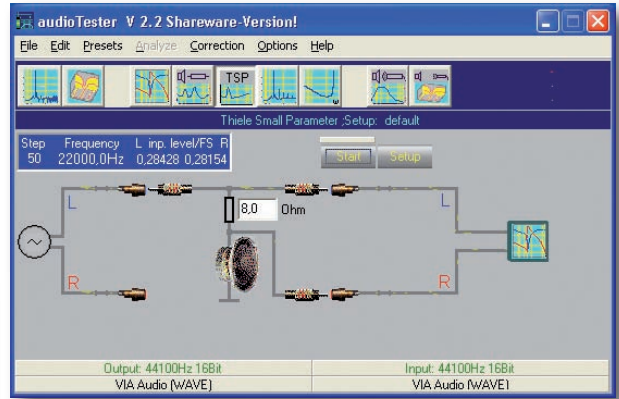 audioTester V 2.2 Shareware-Version!
File Edit Presets Analyze Correction Options Help
TSP
Thiele Small Parameter ;Setup: default
Step Frequency L inp. level/FS R
50 22000,0Hz 0,28428 0,28154
Start Setup
L
L
8,0 Ohm
R
R
Output: 44100Hz 16Bit Input: 44100Hz 16Bit
VIA Audio (WAVE) VIA Audio (WAVE)